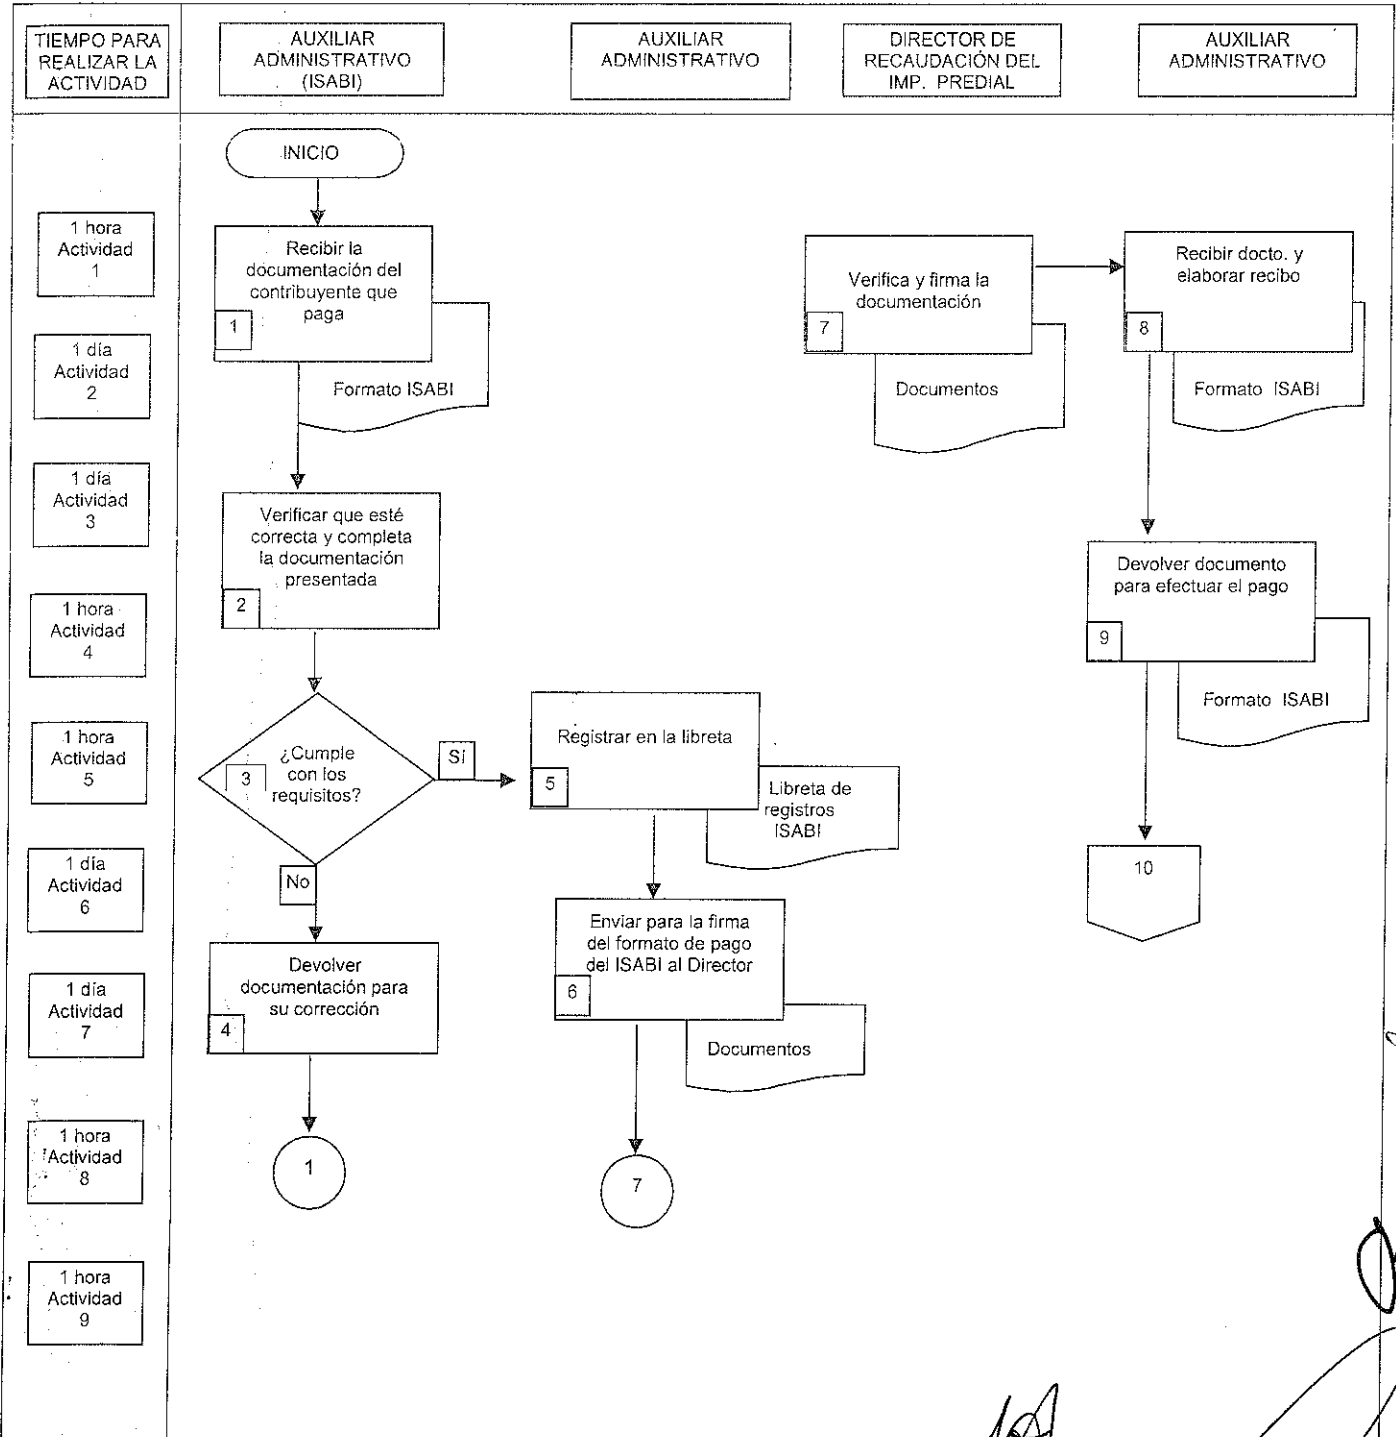 TIEMPO PARA
REALIZAR LA
ACTIVIDAD
AUXILIAR
ADMINISTRATIVO
(ISABI)
AUXILIAR
ADMINISTRATIVO
DIRECTOR DE
RECAUDACIÓN DEL
IMP. PREDIAL
AUXILIAR
ADMINISTRATIVO
1 hora
Actividad
1
1 día
Actividad
2
1 día
Actividad
3
1 hora
Actividad
4
1 hora
Actividad
5
1 día
Actividad
6
1 día
Actividad
7
1 hora
Actividad
8
1 hora
Actividad
9
INICIO
Recibir la
documentación del
contribuyente que
paga
1
Formato ISABI
Verificar que esté
correcta y completa
la documentación
presentada
2
¿Cumple
con los
requisitos?
3
Sí
No
Devolver
documentación para
su corrección
4
1
Registrar en la libreta
5
Libreta de
registros
ISABI
Enviar para la firma
del formato de pago
del ISABI al Director
6
Documentos
7
Verifica y firma la
documentación
7
Documentos
Recibir docto. y
elaborar recibo
8
Formato ISABI
Devolver documento
para efectuar el pago
9
Formato ISABI
10